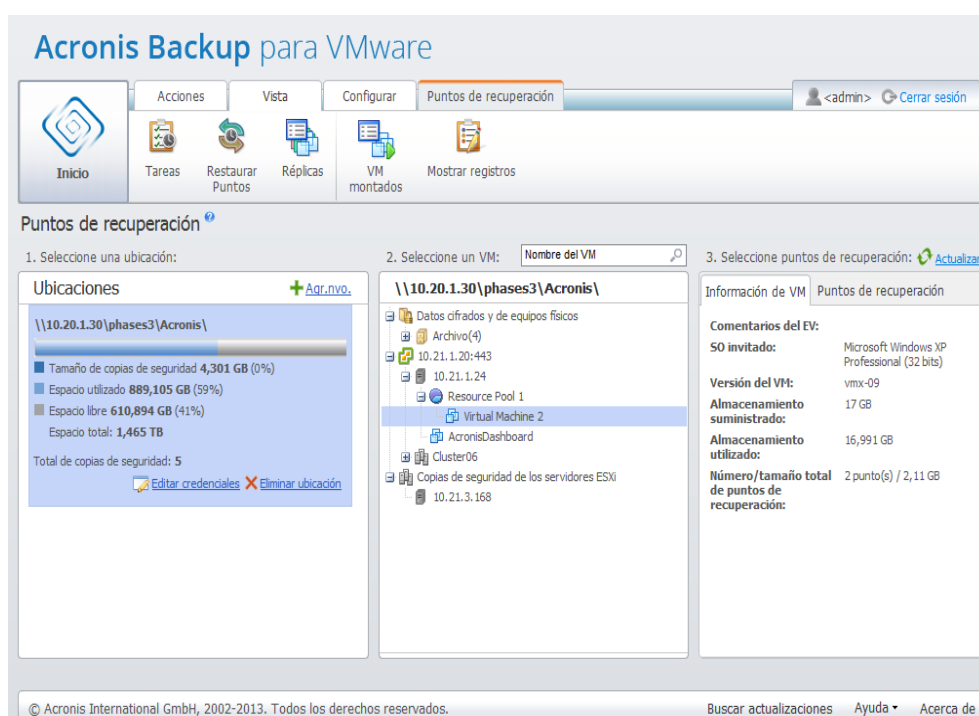 Acronis Backup para VMware
Acciones
Vista
Configurar
Puntos de recuperación
<admin>
Cerrar sesión
Inicio
Tareas
Restaurar
Puntos
Réplicas
VM
montados
Mostrar registros
Puntos de recuperación
1. Seleccione una ubicación:
Ubicaciones
Agr.nvo.
\\10.20.1.30\phases3\Acronis\
Tamaño de copias de seguridad 4,301 GB (0%)
Espacio utilizado 889,105 GB (59%)
Espacio libre 610,894 GB (41%)
Espacio total: 1,465 TB
Total de copias de seguridad: 5
Editar credenciales
Eliminar ubicación
2. Seleccione un VM:
Nombre del VM
\\10.20.1.30\phases3\Acronis\
Datos cifrados y de equipos físicos
Archivo(4)
10.21.1.20:443
10.21.1.24
Resource Pool 1
Virtual Machine 2
AcronisDashboard
Cluster06
Copias de seguridad de los servidores ESXi
10.21.3.168
3. Seleccione puntos de recuperación:
Actualizar
Información de VM
Puntos de recuperación
Comentarios del EV:
SO invitado: Microsoft Windows XP
Professional (32 bits)
Versión del VM: vmx-09
Almacenamiento 17 GB
suministrado:
Almacenamiento 16,991 GB
utilizado:
Número/tamaño total 2 punto(s) / 2,11 GB
de puntos de
recuperación:
© Acronis International GmbH, 2002-2013. Todos los derechos reservados.
Buscar actualizaciones
Ayuda
Acerca de